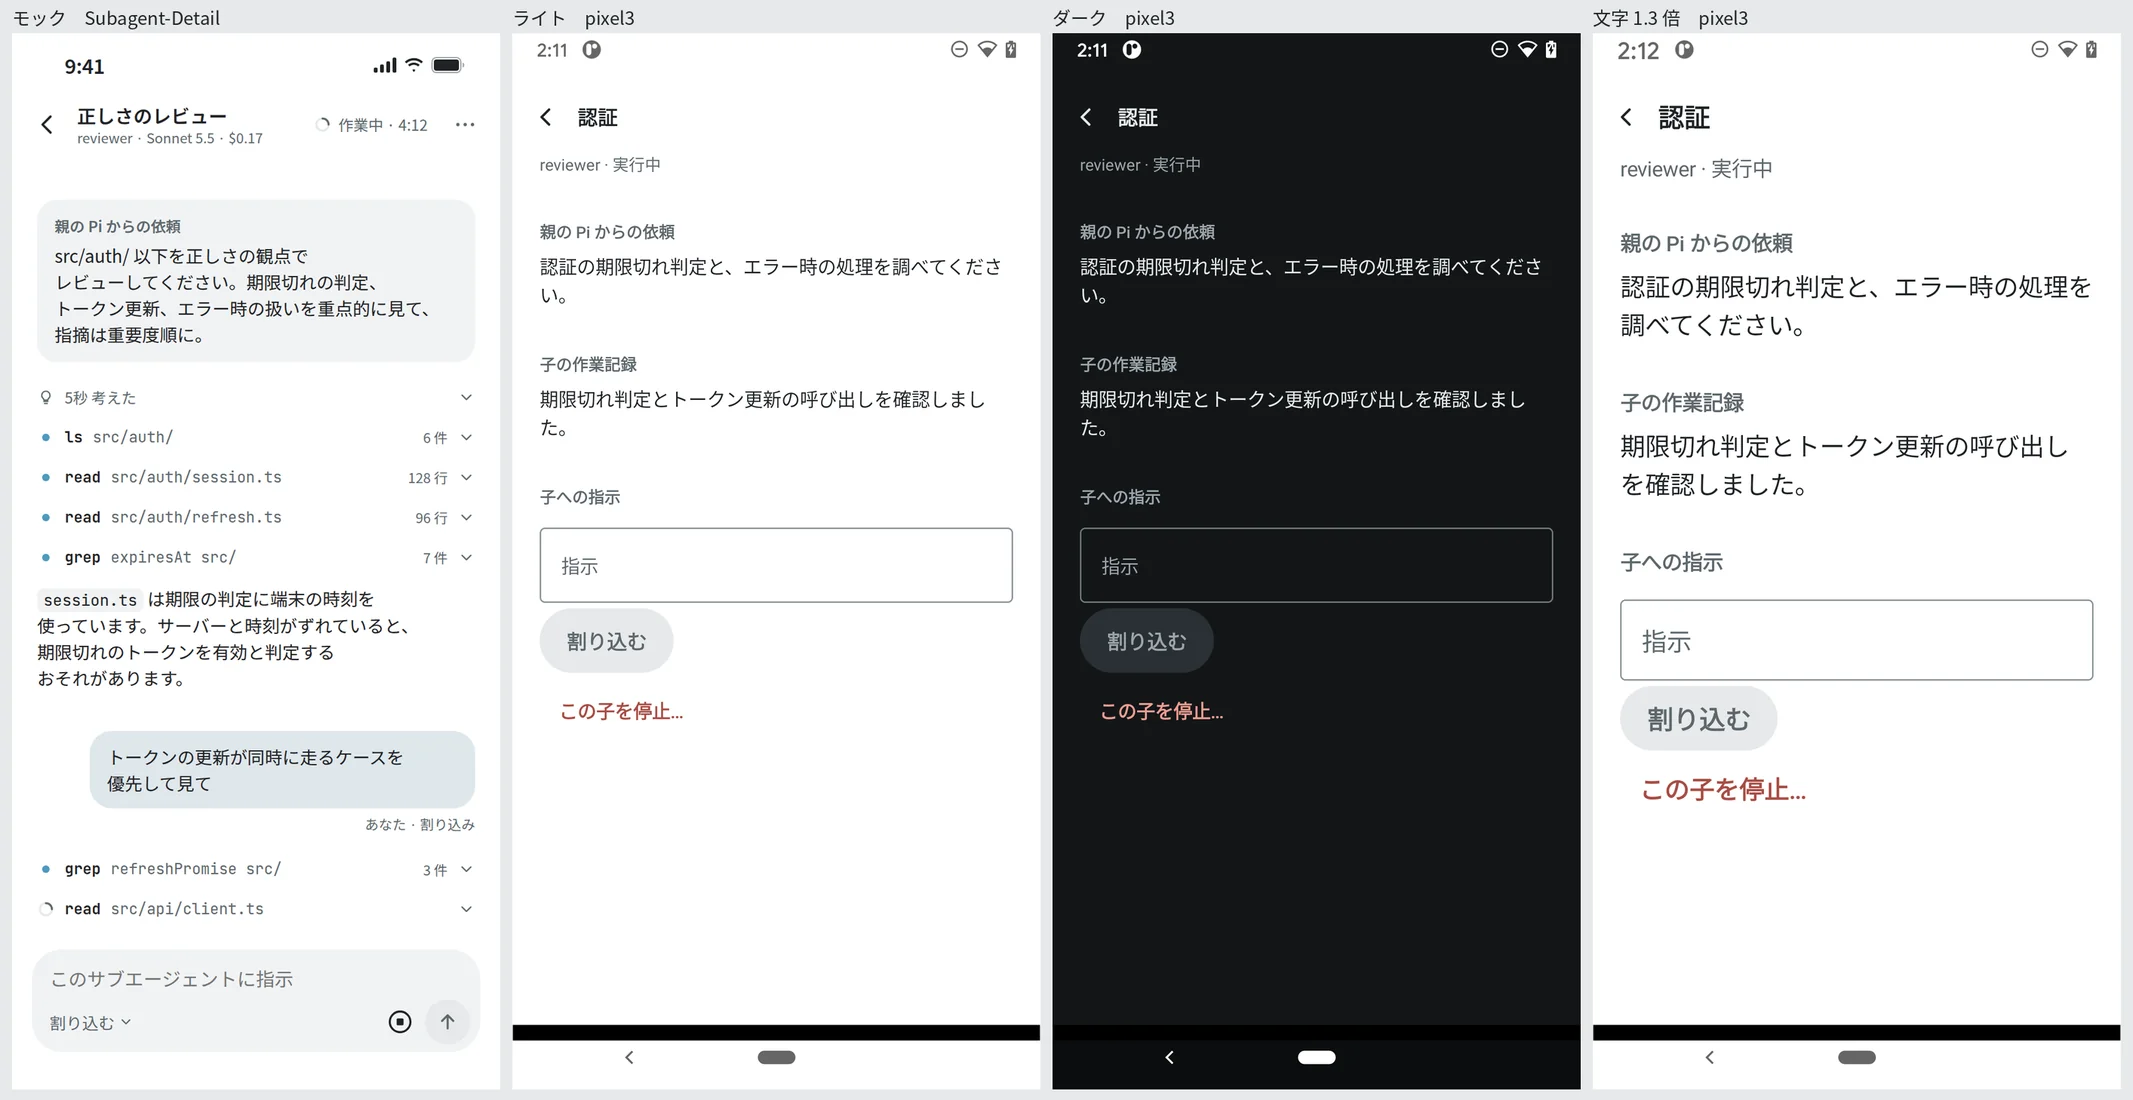 モック Subagent-Detail
9:41
正しさのレビュー
reviewer · Sonnet 5.5 · $0.17
作業中 · 4:12
親の Pi からの依頼
src/auth/ 以下を正しさの観点で
レビューしてください。期限切れの判定、
トークン更新、エラー時の扱いを重点的に見て、
指摘は重要度順に。
5秒 考えた
ls src/auth/ 6 件
read src/auth/session.ts 128 行
read src/auth/refresh.ts 96 行
grep expiresAt src/ 7 件
session.ts は期限の判定に端末の時刻を
使っています。サーバーと時刻がずれていると、
期限切れのトークンを有効と判定する
おそれがあります。
トークンの更新が同時に走るケースを
優先して見て
あなた · 割り込み
grep refreshPromise src/ 3 件
read src/api/client.ts
このサブエージェントに指示
割り込む
ライト pixel3
2:11
認証
reviewer · 実行中
親の Pi からの依頼
認証の期限切れ判定と、エラー時の処理を調べてくださ
い。
子の作業記録
期限切れ判定とトークン更新の呼び出しを確認しまし
た。
子への指示
指示
割り込む
この子を停止...
ダーク pixel3
2:11
認証
reviewer · 実行中
親の Pi からの依頼
認証の期限切れ判定と、エラー時の処理を調べてくださ
い。
子の作業記録
期限切れ判定とトークン更新の呼び出しを確認しまし
た。
子への指示
指示
割り込む
この子を停止...
文字 1.3 倍 pixel3
2:12
認証
reviewer · 実行中
親の Pi からの依頼
認証の期限切れ判定と、エラー時の処理を
調べてください。
子の作業記録
期限切れ判定とトークン更新の呼び出し
を確認しました。
子への指示
指示
割り込む
この子を停止...